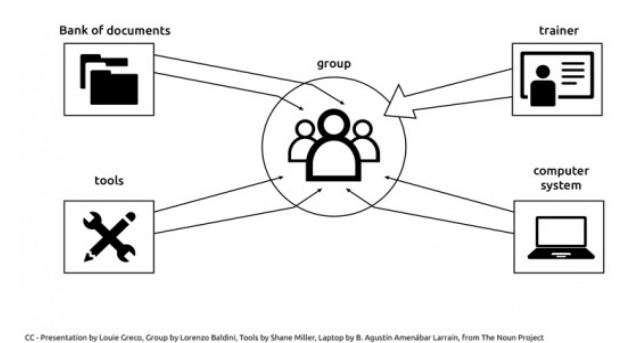 Bank of documents
trainer
group
tools
computer
system
CC - Presentation by Louie Greco, Group by Lorenzo Baldini, Tools by Shane Miller, Laptop by B. Agustín Amenábar Larraín, from The Noun Project